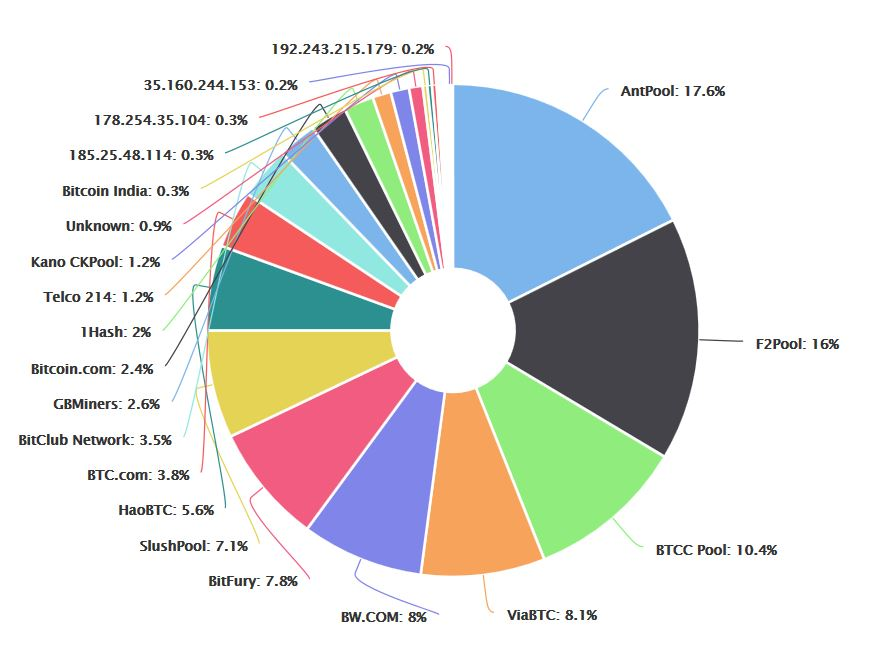 192.243.215.179: 0.2%
35.160.244.153: 0.2%
AntPool: 17.6%
178.254.35.104: 0.3%
185.25.48.114: 0.3%
Bitcoin India: 0.3%
Unknown: 0.9%
Kano CKPool: 1.2%
Telco 214: 1.2%
1Hash: 2%
F2Pool: 16%
Bitcoin.com: 2.4%
GBMiners: 2.6%
BitClub Network: 3.5%
BTC.com: 3.8%
HaoBTC: 5.6%
SlushPool: 7.1%
BTCC Pool: 10.4%
BitFury: 7.8%
BW.COM: 8%
ViaBTC: 8.1%